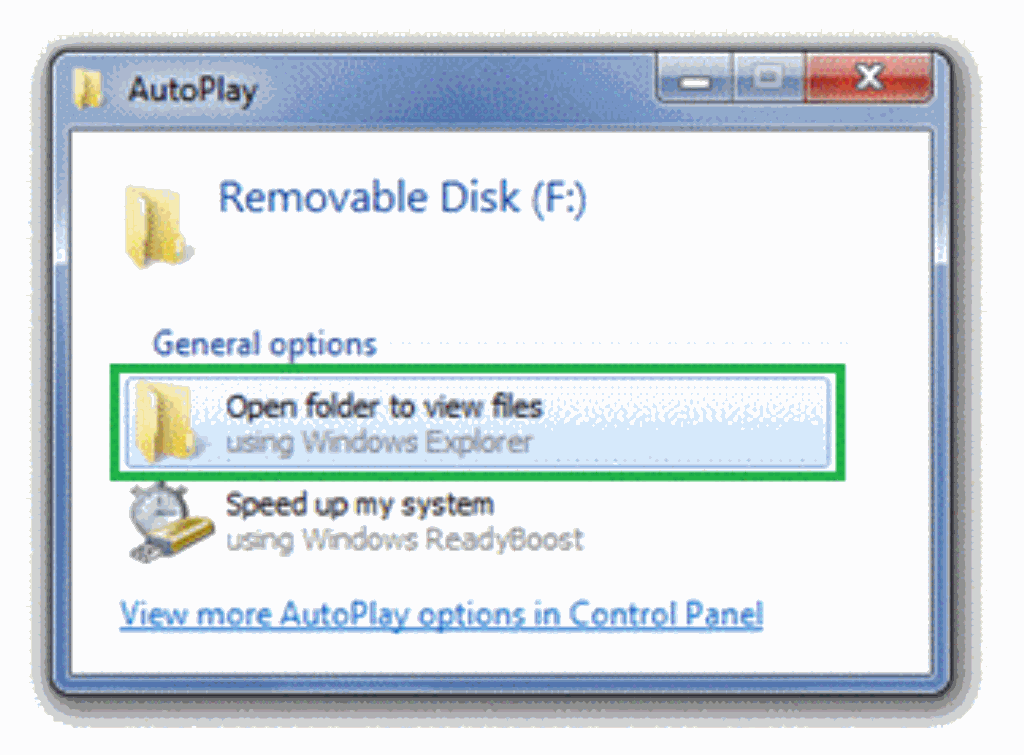 AutoPlay
Removable Disk (F:)
General options
Open folder to view files
using Windows Explorer
Speed up my system
using Windows ReadyBoost
View more AutoPlay options in Control Panel